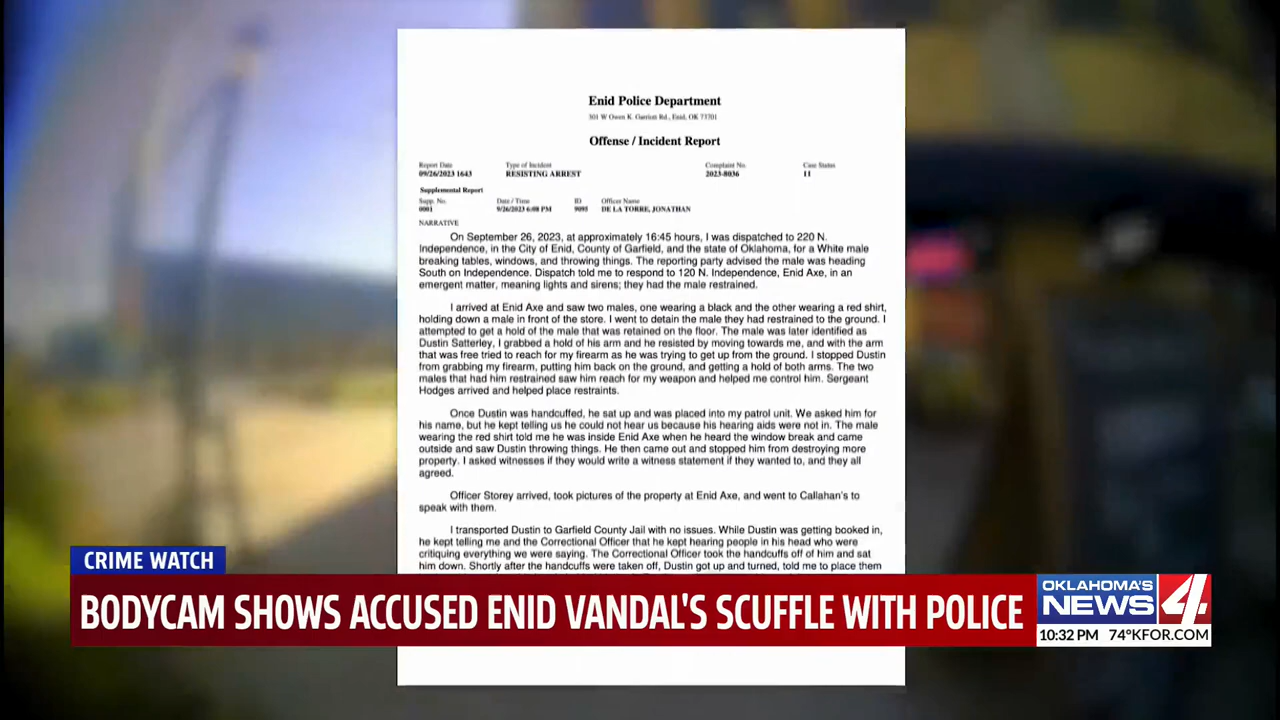 Enid Police Department
301 W Owen K. Garriott Rd., Enid, OK 73701
Offense / Incident Report
Report Date Type of Incident Complaint No. Case Status
09/26/2023 1643 RESISTING ARREST 2023-8036 11
Supplemental Report
Supp. No. Date / Time ID Officer Name
0001 9/26/2023 6:08 PM 9095 DE LA TORRE, JONATHAN
NARRATIVE
On September 26, 2023, at approximately 16:45 hours, I was dispatched to 220 N.
Independence, in the City of Enid, County of Garfield, and the state of Oklahoma, for a White male
breaking tables, windows, and throwing things. The reporting party advised the male was heading
South on Independence. Dispatch told me to respond to 120 N. Independence, Enid Axe, in an
emergent matter, meaning lights and sirens; they had the male restrained.
I arrived at Enid Axe and saw two males, one wearing a black and the other wearing a red shirt,
holding down a male in front of the store. I went to detain the male they had restrained to the ground. I
attempted to get a hold of the male that was retained on the floor. The male was later identified as
Dustin Satterley, I grabbed a hold of his arm and he resisted by moving towards me, and with the arm
that was free tried to reach for my firearm as he was trying to get up from the ground. I stopped Dustin
from grabbing my firearm, putting him back on the ground, and getting a hold of both arms. The two
males that had him restrained saw him reach for my weapon and helped me control him. Sergeant
Hodges arrived and helped place restraints.
Once Dustin was handcuffed, he sat up and was placed into my patrol unit. We asked him for
his name, but he kept telling us he could not hear us because his hearing aids were not in. The male
wearing the red shirt told me he was inside Enid Axe when he heard the window break and came
outside and saw Dustin throwing things. He then came out and stopped him from destroying more
property. I asked witnesses if they would write a witness statement if they wanted to, and they all
agreed.
Officer Storey arrived, took pictures of the property at Enid Axe, and went to Callahan's to
speak with them.
I transported Dustin to Garfield County Jail with no issues. While Dustin was getting booked in,
he kept telling me and the Correctional Officer that he kept hearing people in his head who were
critiquing everything we were saying. The Correctional Officer took the handcuffs off of him and sat
him down. Shortly after the handcuffs were taken off, Dustin got up and turned, told me to place them
CRIME WATCH
BODYCAM SHOWS ACCUSED ENID VANDAL'S SCUFFLE WITH POLICE
OKLAHOMA'S
NEWS 4
10:32 PM 74° KFOR.COM